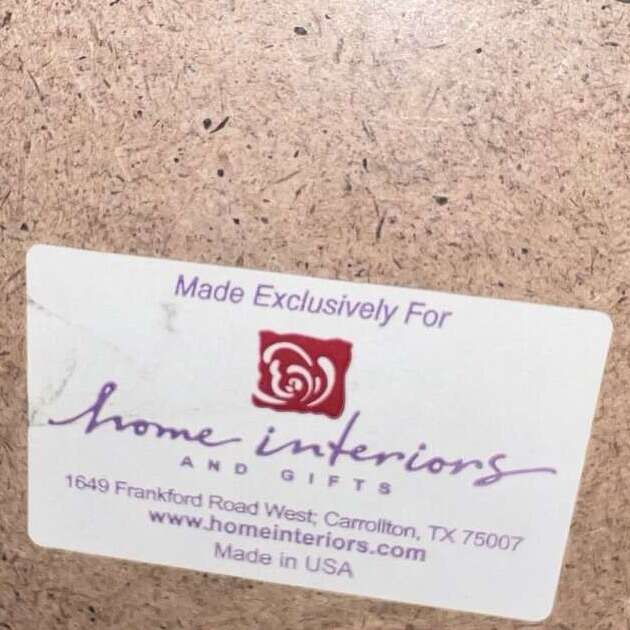 Made Exclusively For
home interiors
AND GIFTS
1649 Frankford Road West; Carrollton, TX 75007
www.homeinteriors.com
Made in USA